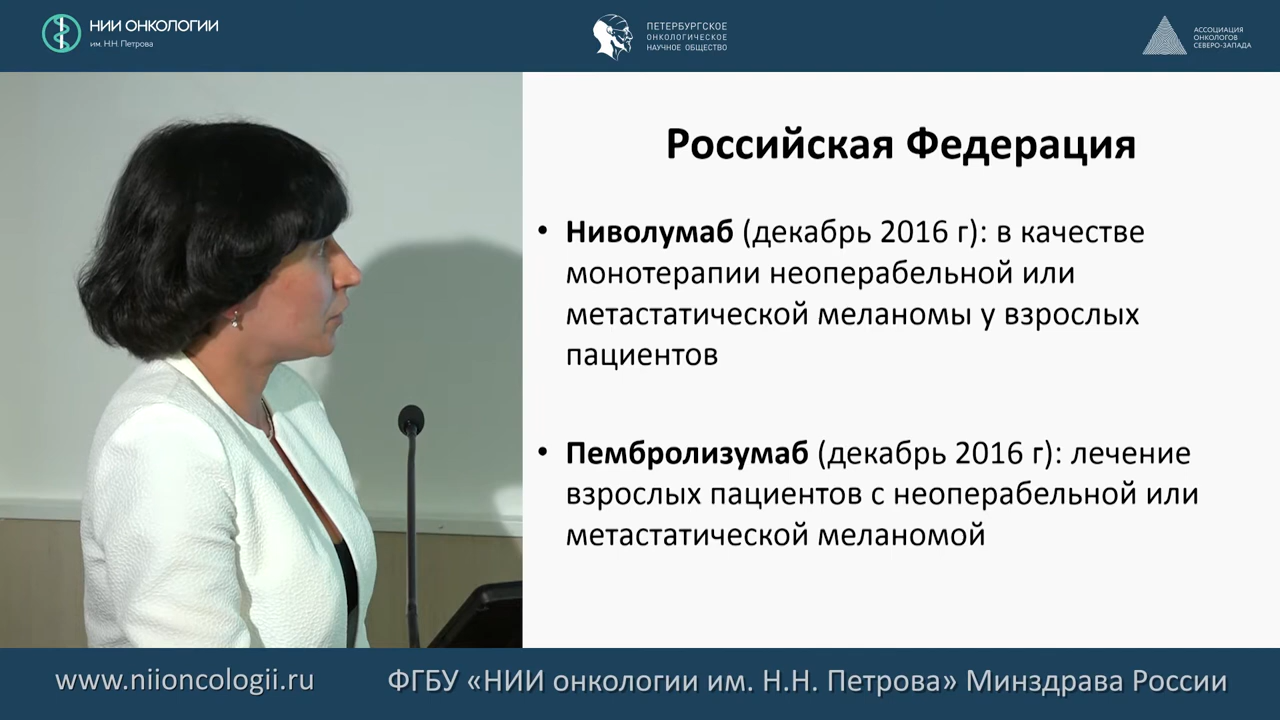 НИИ ОНКОЛОГИИ
им. Н.Н. Петрова
ПЕТЕРБУРГСКОЕ
ОНКОЛОГИЧЕСКОЕ
НАУЧНОЕ ОБЩЕСТВО
АССОЦИАЦИЯ
ОНКОЛОГОВ
СЕВЕРО-ЗАПАДА
Российская Федерация
• Ниволумаб (декабрь 2016 г): в качестве
монотерапии неоперабельной или
метастатической меланомы у взрослых
пациентов
• Пембролизумаб (декабрь 2016 г): лечение
взрослых пациентов с неоперабельной или
метастатической меланомой
www.niioncologii.ru
ФГБУ «НИИ онкологии им. Н.Н. Петрова» Минздрава России